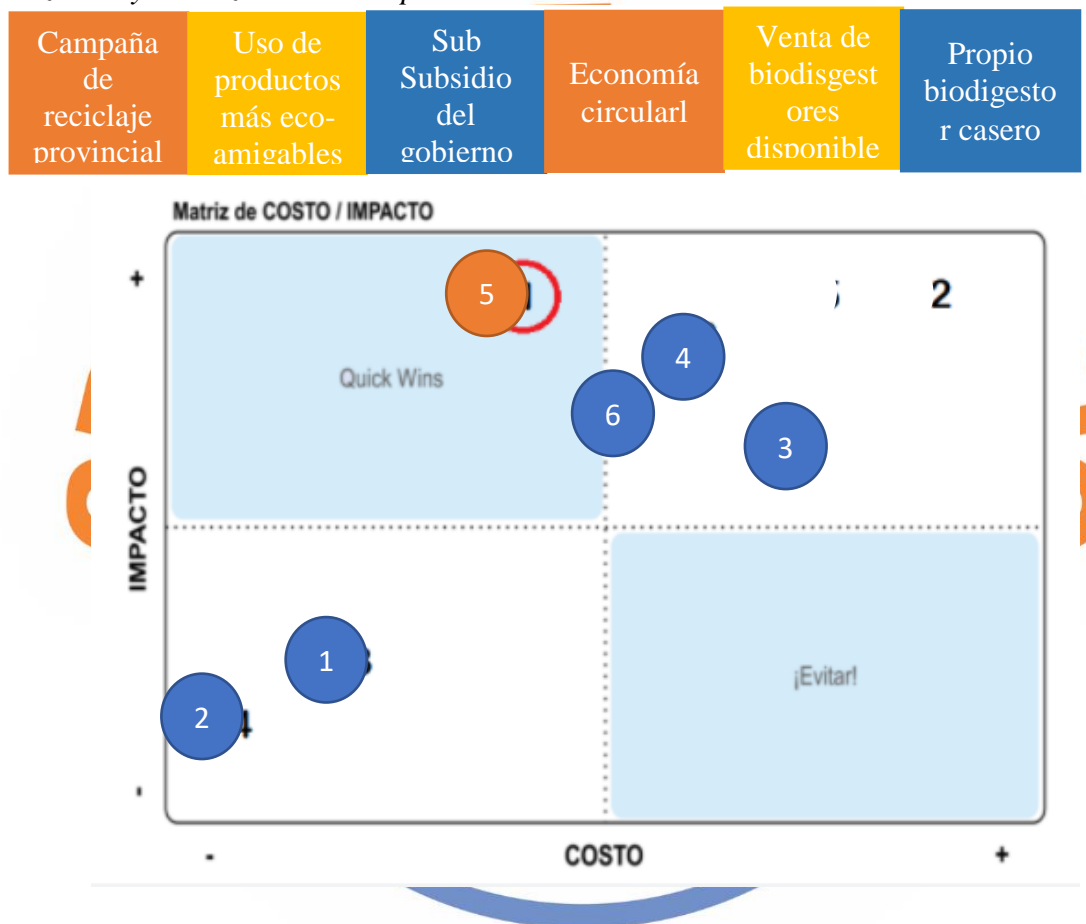 Campaña
de
reciclaje
provincial
Uso de
productos
más eco-
amigables
Sub
Subsidio
del
gobierno
Economía
circularl
Venta de
biodisgest
ores
disponible
Propio
biodigesto
r casero
Matriz de COSTO / IMPACTO
+
5
2
4
Quick Wins
6
3
IMPACTO
1
¡Evitar!
2
4
-
-
COSTO
+